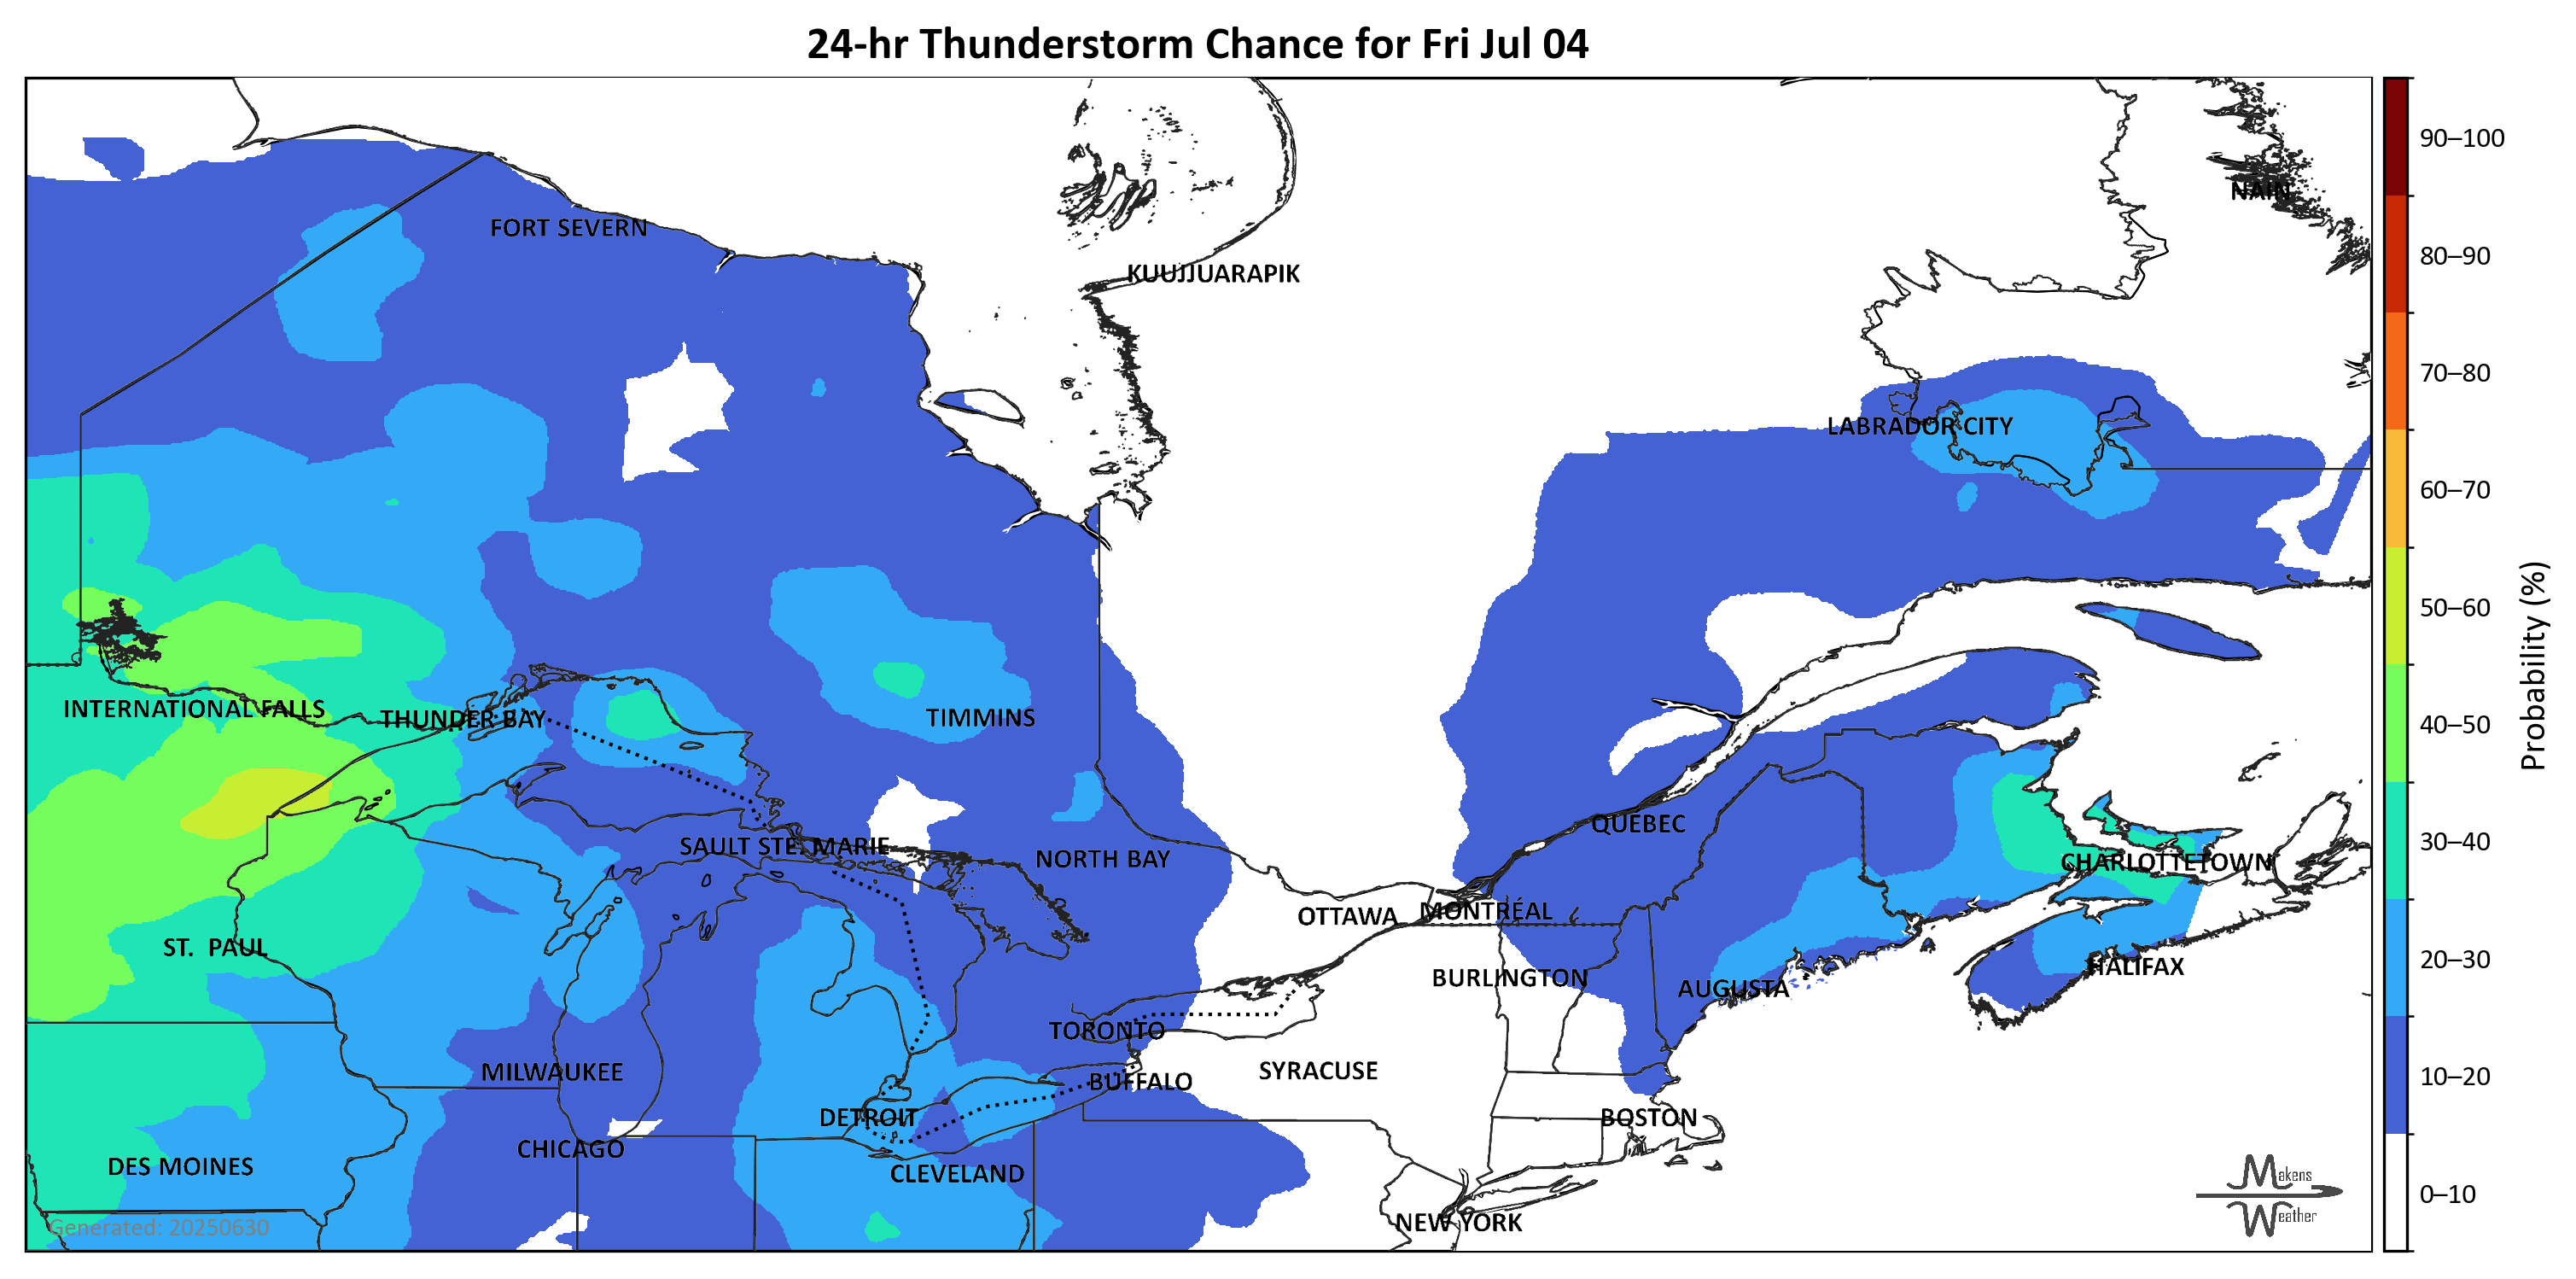 24-hr Thunderstorm Chance for Fri Jul 04
90–100
NAIN
FORT SEVERN
80–90
KUUJJUARAPIK
70–80
LABRADOR CITY
60–70
50–60
Probability (%)
INTERNATIONAL FALLS
THUNDER BAY
TIMMINS
40–50
QUEBEC
SAULT STE. MARIE
NORTH BAY
CHARLOTTETOWN
30–40
OTTAWA
MONTRÉAL
ST. PAUL
BURLINGTON
HALIFAX
20–30
AUGUSTA
TORONTO
MILWAUKEE
BUFFALO
SYRACUSE
10–20
DETROIT
BOSTON
CHICAGO
DES MOINES
CLEVELAND
Makens
Weather
0–10
Generated: 20250630
NEW YORK